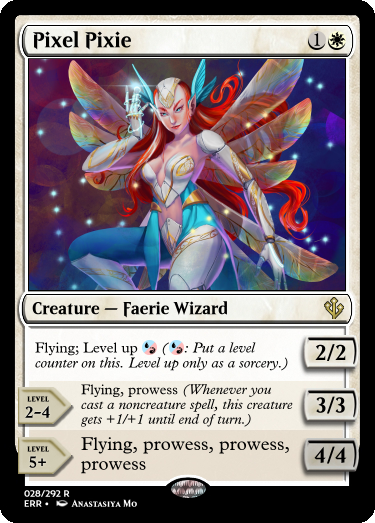 Pixel Pixie
1
Creature — Faerie Wizard
Flying; Level up (: Put a level
counter on this. Level up only as a sorcery.)
2/2
LEVEL
2-4
Flying, prowess (Whenever you
cast a noncreature spell, this creature
gets +1/+1 until end of turn.)
3/3
LEVEL
5+
Flying, prowess, prowess,
prowess
4/4
028/292 R
ERR • Anastasiya Mo